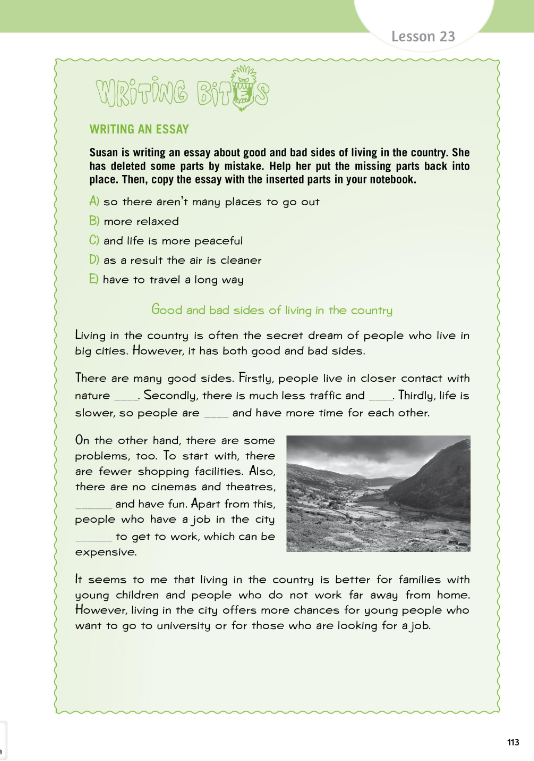 Lesson 23
WRITING BITES
WRITING AN ESSAY
Susan is writing an essay about good and bad sides of living in the country. She
has deleted some parts by mistake. Help her put the missing parts back into
place. Then, copy the essay with the inserted parts in your notebook.
A) so there aren't many places to go out
B) more relaxed
C) and life is more peaceful
D) as a result the air is cleaner
E) have to travel a long way
Good and bad sides of living in the country
Living in the country is often the secret dream of people who live in
big cities. However, it has both good and bad sides.
There are many good sides. Firstly, people live in closer contact with
nature ____. Secondly, there is much less traffic and ____. Thirdly, life is
slower, so people are ____ and have more time for each other.
On the other hand, there are some
problems, too. To start with, there
are fewer shopping facilities. Also,
there are no cinemas and theatres,
______ and have fun. Apart from this,
people who have a job in the city
______ to get to work, which can be
expensive.
It seems to me that living in the country is better for families with
young children and people who do not work far away from home.
However, living in the city offers more chances for young people who
want to go to university or for those who are looking for a job.
113